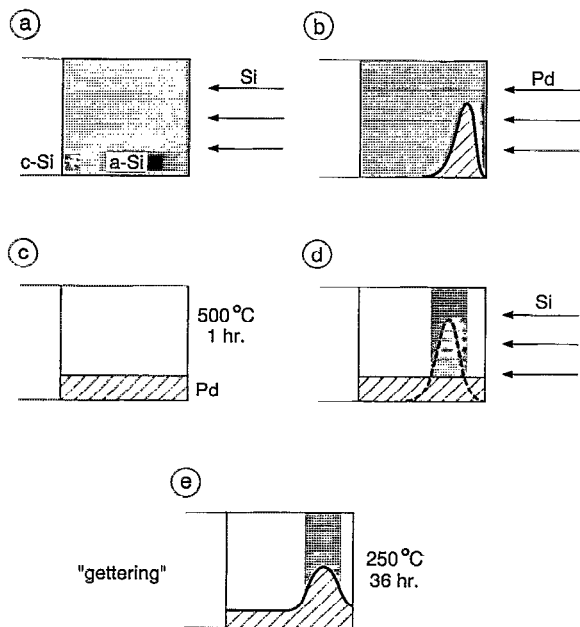 a
Si
c-Si
a-Si
b
Pd
c
500°C
1 hr.
Pd
d
Si
e
"gettering"
250°C
36 hr.